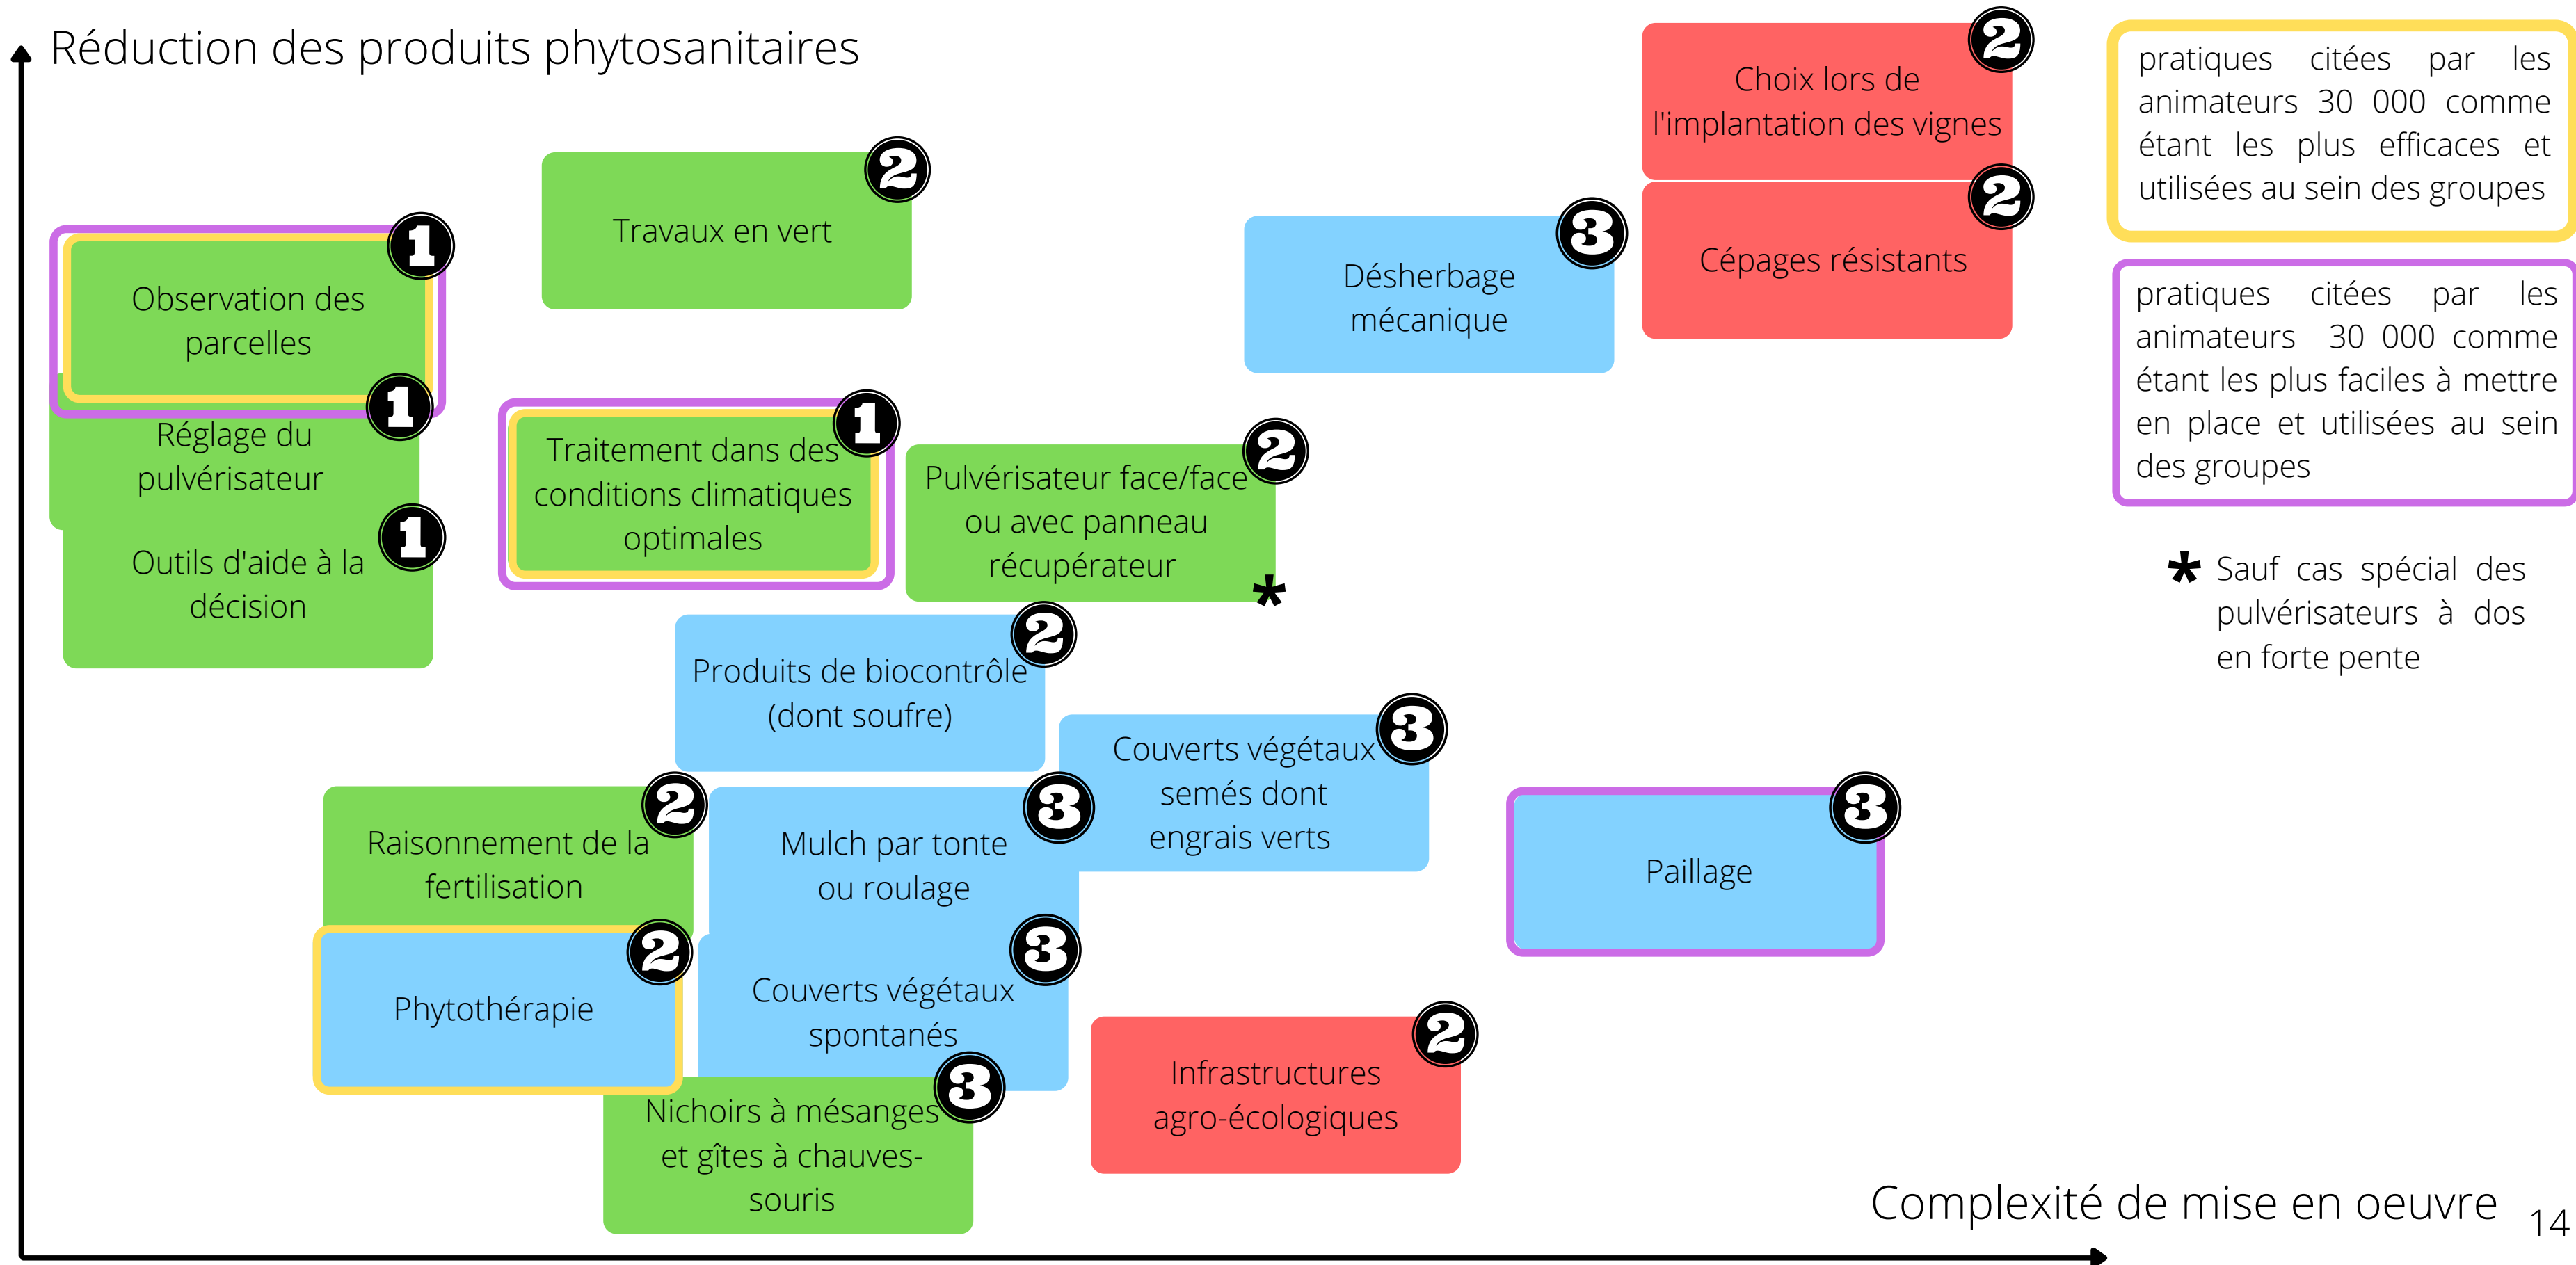 Réduction des produits phytosanitaires
2
Choix lors de
l'implantation des vignes
2
Cépages résistants
2
Travaux en vert
3
Désherbage
mécanique
1
Observation des
parcelles
1
Réglage du
pulvérisateur
1
Outils d'aide à la
décision
1
Traitement dans des
conditions climatiques
optimales
2
Pulvérisateur face/face
ou avec panneau
récupérateur
*
2
Produits de biocontrôle
(dont soufre)
3
Couverts végétaux
semés dont
engrais verts
2
Raisonnement de la
fertilisation
3
Mulch par tonte
ou roulage
3
Paillage
2
Phytothérapie
3
Couverts végétaux
spontanés
3
Nichoirs à mésanges
et gîtes à chauves-
souris
2
Infrastructures
agro-écologiques
pratiques citées par les
animateurs 30 000 comme
étant les plus efficaces et
utilisées au sein des groupes
pratiques citées par les
animateurs 30 000 comme
étant les plus faciles à mettre
en place et utilisées au sein
des groupes
* Sauf cas spécial des
pulvérisateurs à dos
en forte pente
Complexité de mise en oeuvre
14